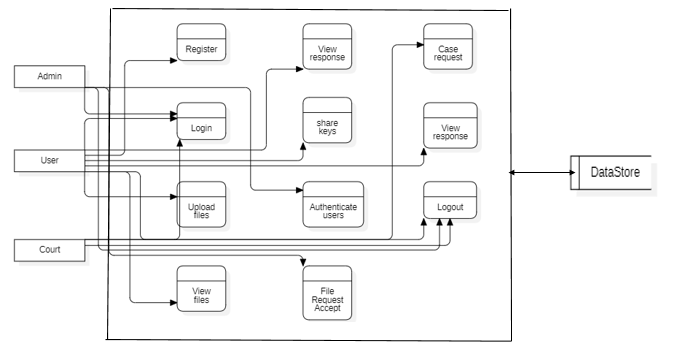 Register
View
response
Case
request
Admin
Login
share
keys
View
response
User
DataStore
Upload
files
Authenticate
users
Logout
Court
View
files
File
Request
Accept